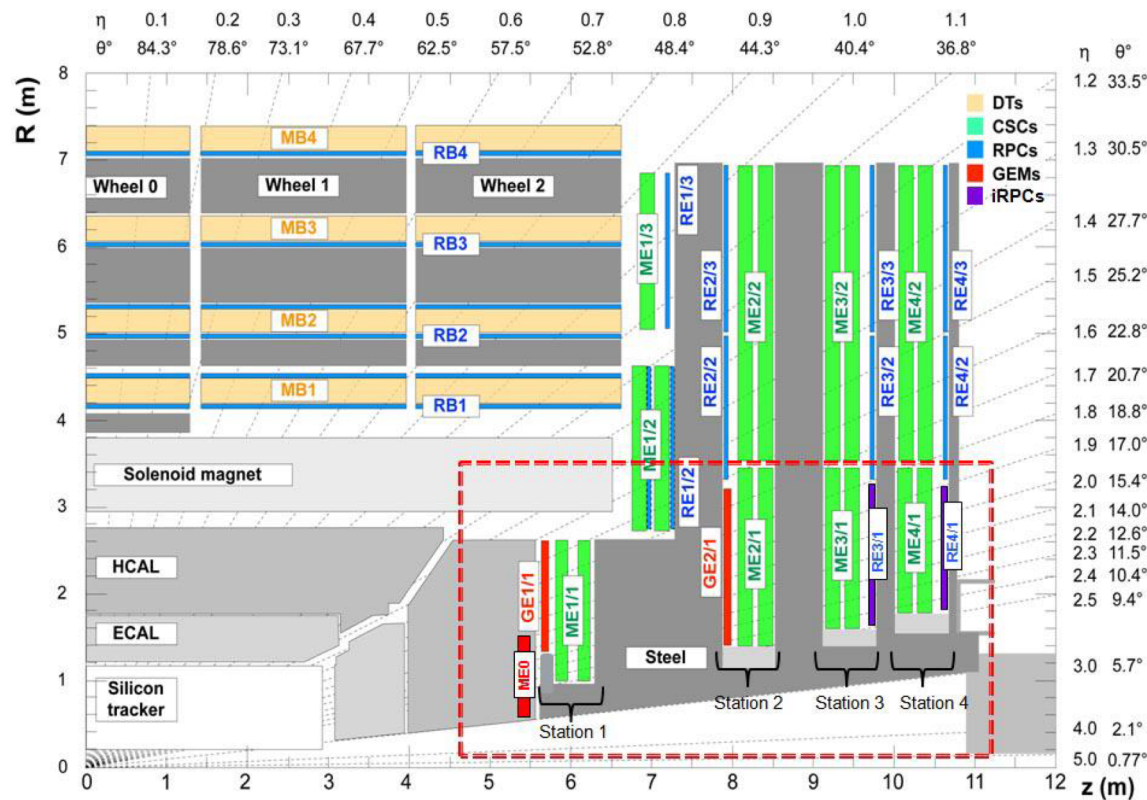 η 0.1 0.2 0.3 0.4 0.5 0.6 0.7 0.8 0.9 1.0 1.1
θ° 84.3° 78.6° 73.1° 67.7° 62.5° 57.5° 52.8° 48.4° 44.3° 40.4° 36.8° η θ°
R (m)
8
7
6
5
4
3
2
1
0
1.2 33.5°
1.3 30.5°
1.4 27.7°
1.5 25.2°
1.6 22.8°
1.7 20.7°
1.8 18.8°
1.9 17.0°
2.0 15.4°
2.1 14.0°
2.2 12.6°
2.3 11.5°
2.4 10.4°
2.5 9.4°
3.0 5.7°
4.0 2.1°
5.0 0.77°
DTs
CSCs
RPCs
GEMs
iRPCs
MB4
RB4
Wheel 0 Wheel 1 Wheel 2
MB3
RB3
MB2
RB2
MB1
RB1
Solenoid magnet
HCAL
ECAL
Silicon
tracker
Steel
ME1/3
RE1/3
ME1/2
RE1/2
RE2/3
RE2/2
ME2/2
ME3/2
RE3/3
RE3/2
ME4/2
RE4/3
RE4/2
ME0
GE1/1
ME1/1
GE2/1
ME2/1
ME3/1
RE3/1
ME4/1
RE4/1
Station 1
Station 2
Station 3
Station 4
0 1 2 3 4 5 6 7 8 9 10 11 12
z (m)